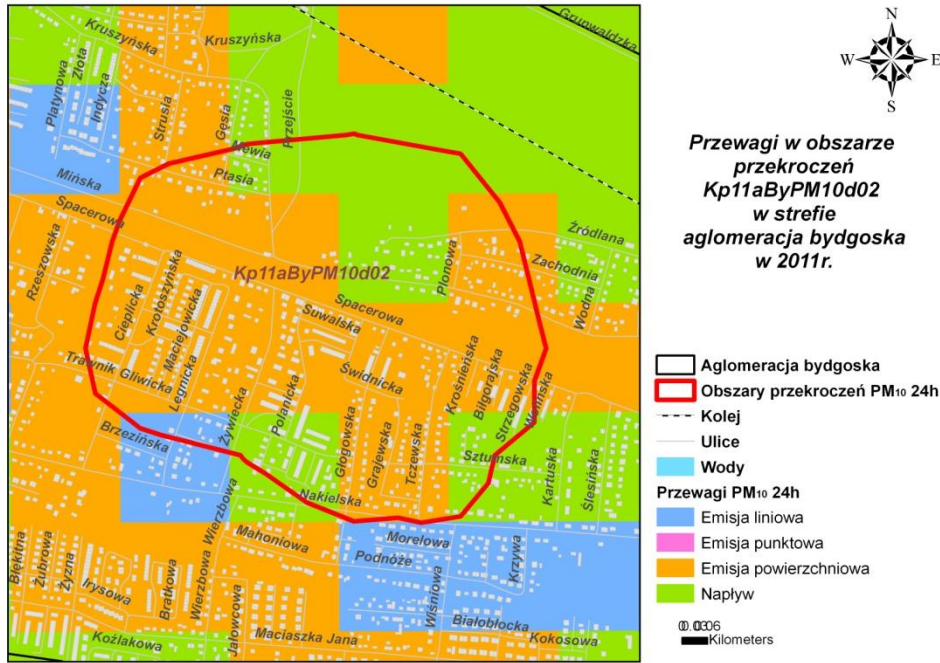 Grunwaldzka
Kruszyńska
Kruszyńska
Platynowa
Złota
Indycza
Strusia
Gęsia
Przejście
Mewia
Ptasia
Mińska
Spacerowa
Rzeszowska
Źródlana
Zachodnia
Plonowa
Wodna
Kp11aByPM10d02
Spacerowa
Suwalska
Świdnicka
Cieplicka
Krotoszyńska
Maciejowicka
Legnicka
Trawnik Gliwicka
Brzezińska
Żywiecka
Polanicka
Głogowska
Grajewska
Tczewska
Krośnieńska
Biłgorajska
Strzegowska
Wolińska
Sztumska
Kartuska
Ślesińska
Nakielska
Wierzbowa
Mahoniowa
Morelowa
Podnóże
Wiśniowa
Krzywa
Białobłocka
Kokosowa
Błękitna
Żubrowa
Żyzna
Irysowa
Bratkowa
Wierzbowa
Jałowcowa
Maciaszka Jana
Koźlakowa
N
W E
S
Przewagi w obszarze
przekroczeń
Kp11aByPM10d02
w strefie
aglomeracja bydgoska
w 2011r.
Aglomeracja bydgoska
Obszary przekroczeń PM10 24h
Kolej
Ulice
Wody
Przewagi PM10 24h
Emisja liniowa
Emisja punktowa
Emisja powierzchniowa
Napływ
Kilometers